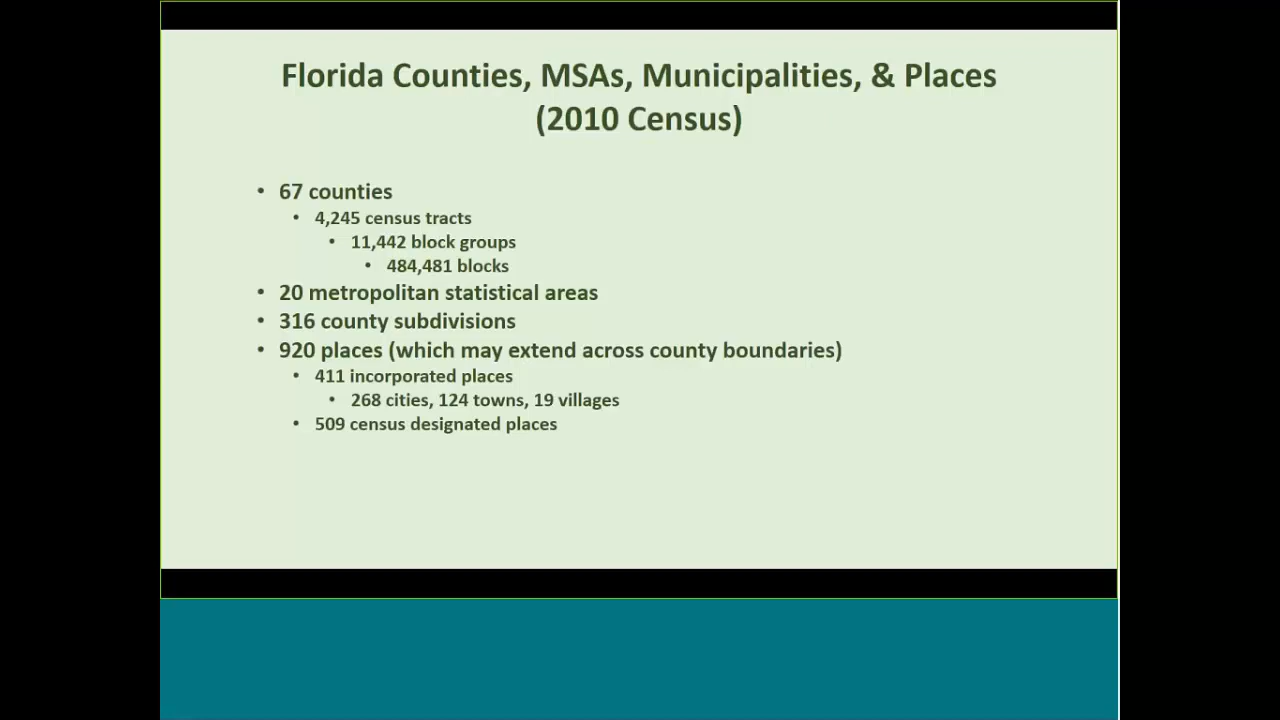 Florida Counties, MSAs, Municipalities, & Places
(2010 Census)
• 67 counties
• 4,245 census tracts
• 11,442 block groups
• 484,481 blocks
• 20 metropolitan statistical areas
• 316 county subdivisions
• 920 places (which may extend across county boundaries)
• 411 incorporated places
• 268 cities, 124 towns, 19 villages
• 509 census designated places